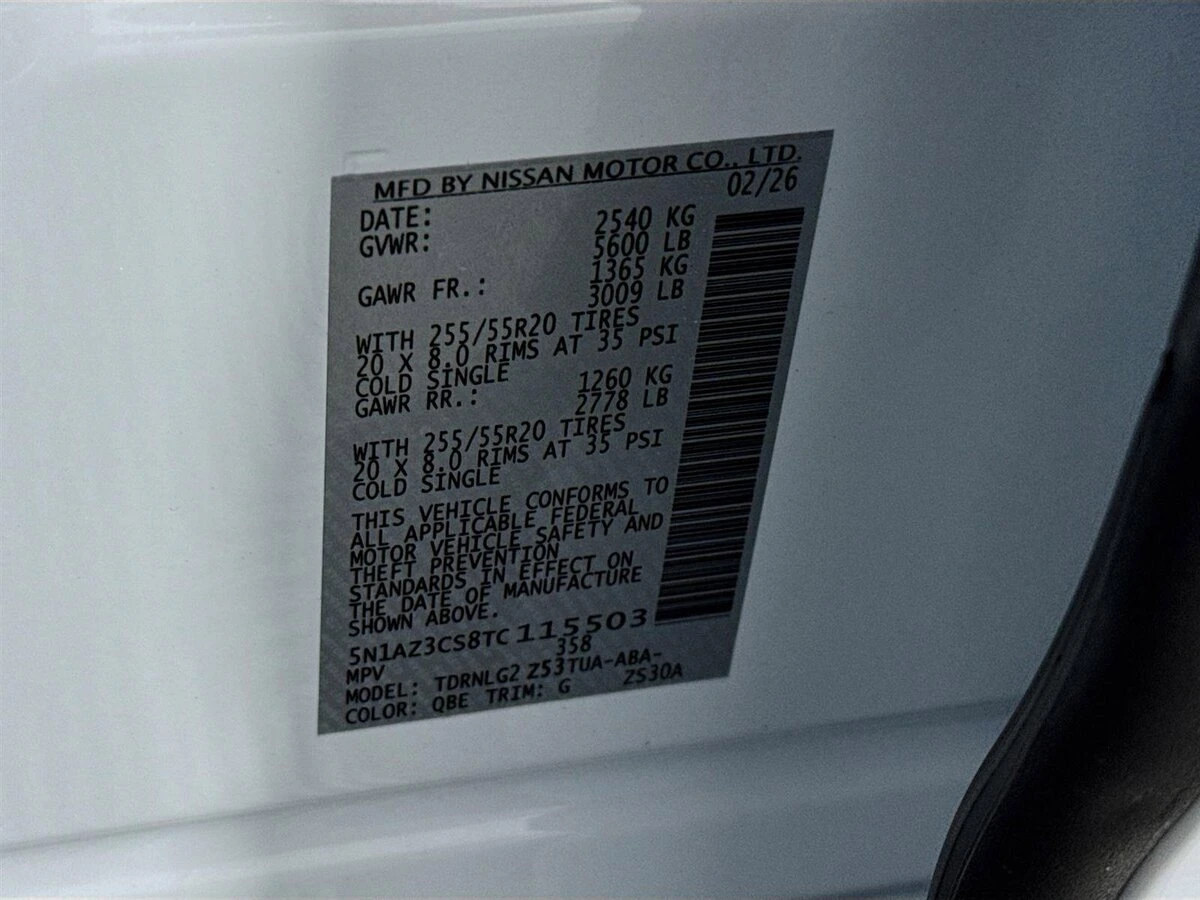 MFD BY NISSAN MOTOR CO., LTD.
DATE: 02/26
GVWR: 2540 KG
5600 LB
1365 KG
GAWR FR.: 3009 LB
WITH 255/55R20 TIRES
20 X 8.0 RIMS AT 35 PSI
COLD SINGLE
1260 KG
GAWR RR.: 2778 LB
WITH 255/55R20 TIRES
20 X 8.0 RIMS AT 35 PSI
COLD SINGLE
THIS VEHICLE CONFORMS TO
ALL APPLICABLE FEDERAL
MOTOR VEHICLE SAFETY AND
THEFT PREVENTION
STANDARDS IN EFFECT ON
THE DATE OF MANUFACTURE
SHOWN ABOVE.
5N1AZ3CS8TC115503
MPV 358
MODEL: TDRNLG2 Z53TUA-ABA-
COLOR: QBE TRIM: G ZS30A